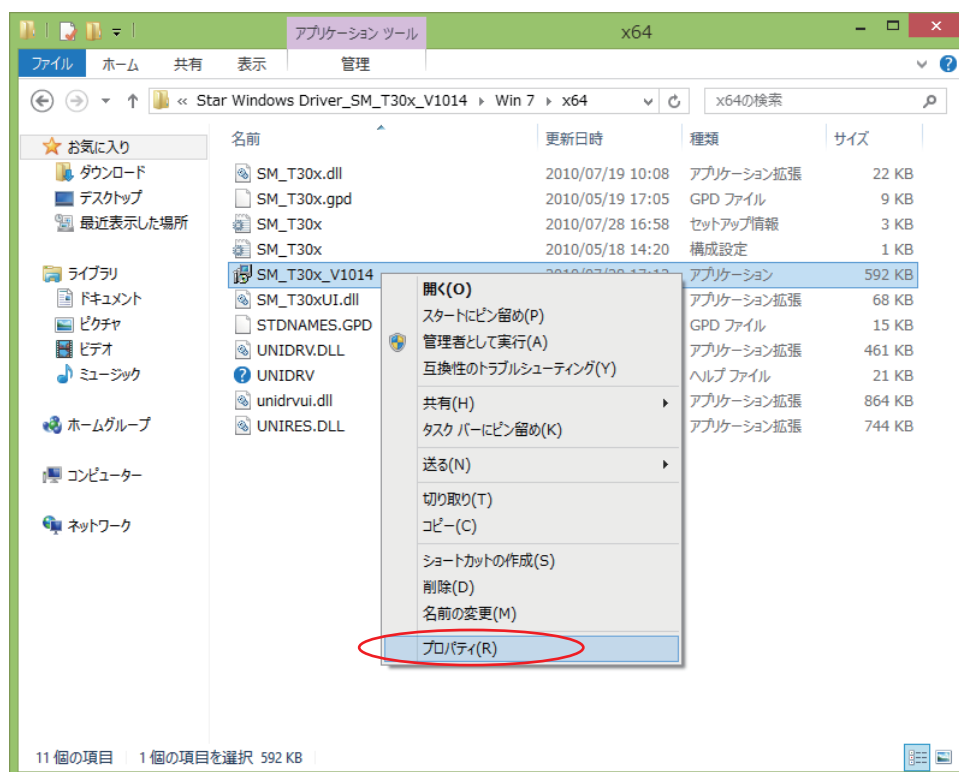 アプリケーション ツール x64
ファイル ホーム 共有 表示 管理
« Star Windows Driver_SM_T30x_V1014 Win 7 x64 x64の検索
名前 更新日時 種類 サイズ
お気に入り
ダウンロード
デスクトップ
最近表示した場所
ライブラリ
ドキュメント
ピクチャ
ビデオ
ミュージック
ホームグループ
コンピューター
ネットワーク
SM_T30x.dll 2010/07/19 10:08 アプリケーション拡張 22 KB
SM_T30x.gpd 2010/05/19 17:05 GPD ファイル 9 KB
SM_T30x 2010/07/28 16:58 セットアップ情報 3 KB
SM_T30x 2010/05/18 14:20 構成設定 1 KB
SM_T30x_V1014 2010/07/28 17:12 アプリケーション 592 KB
SM_T30xUI.dll アプリケーション拡張 68 KB
STDNAMES.GPD GPD ファイル 15 KB
UNIDRV.DLL アプリケーション拡張 461 KB
UNIDRV ヘルプ ファイル 21 KB
unidrvui.dll アプリケーション拡張 864 KB
UNIRES.DLL アプリケーション拡張 744 KB
開く(O)
スタートにピン留め(P)
管理者として実行(A)
互換性のトラブルシューティング(Y)
共有(H)
タスク バーにピン留め(K)
送る(N)
切り取り(T)
コピー(C)
ショートカットの作成(S)
削除(D)
名前の変更(M)
プロパティ(R)
11 個の項目 1 個の項目を選択 592 KB